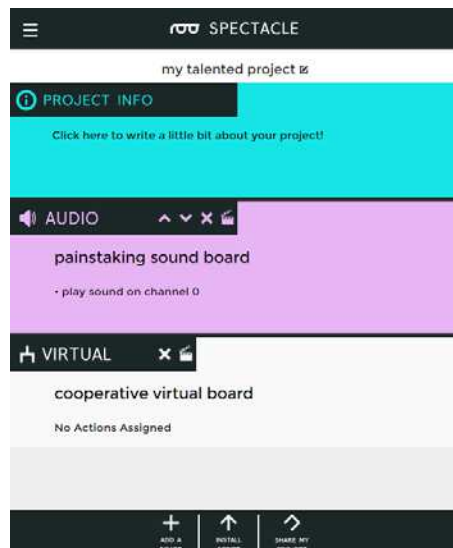 SPECTACLE
my talented project
PROJECT INFO
Click here to write a little bit about your project!
AUDIO
painstaking sound board
- play sound on channel 0
VIRTUAL
cooperative virtual board
No Actions Assigned
ADD A
INSTALL
SHARE MY